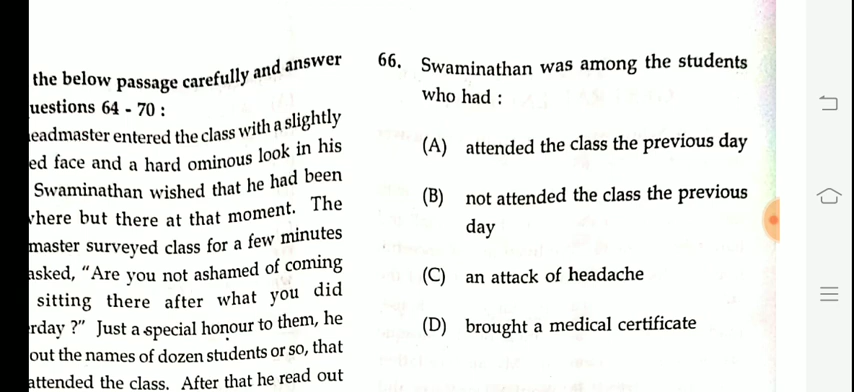 the below passage carefully and answer
uestions 64 - 70 :
eadmaster entered the class with a slightly
ed face and a hard ominous look in his
Swaminathan wished that he had been
where but there at that moment. The
master surveyed class for a few minutes
asked, “Are you not ashamed of coming
sitting there after what you did
rday ?” Just a special honour to them, he
out the names of dozen students or so, that
attended the class. After that he read out
66. Swaminathan was among the students
who had :
(A) attended the class the previous day
(B) not attended the class the previous
day
(C) an attack of headache
(D) brought a medical certificate